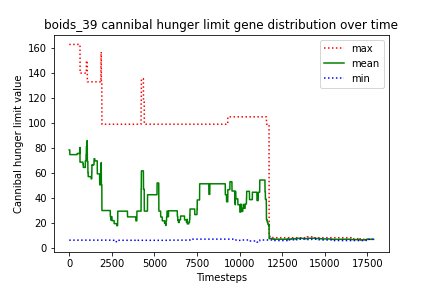 boids_39 cannibal hunger limit gene distribution over time
Cannibal hunger limit value
160
140
120
100
80
60
40
20
0
max
mean
min
0 2500 5000 7500 10000 12500 15000 17500
Timesteps